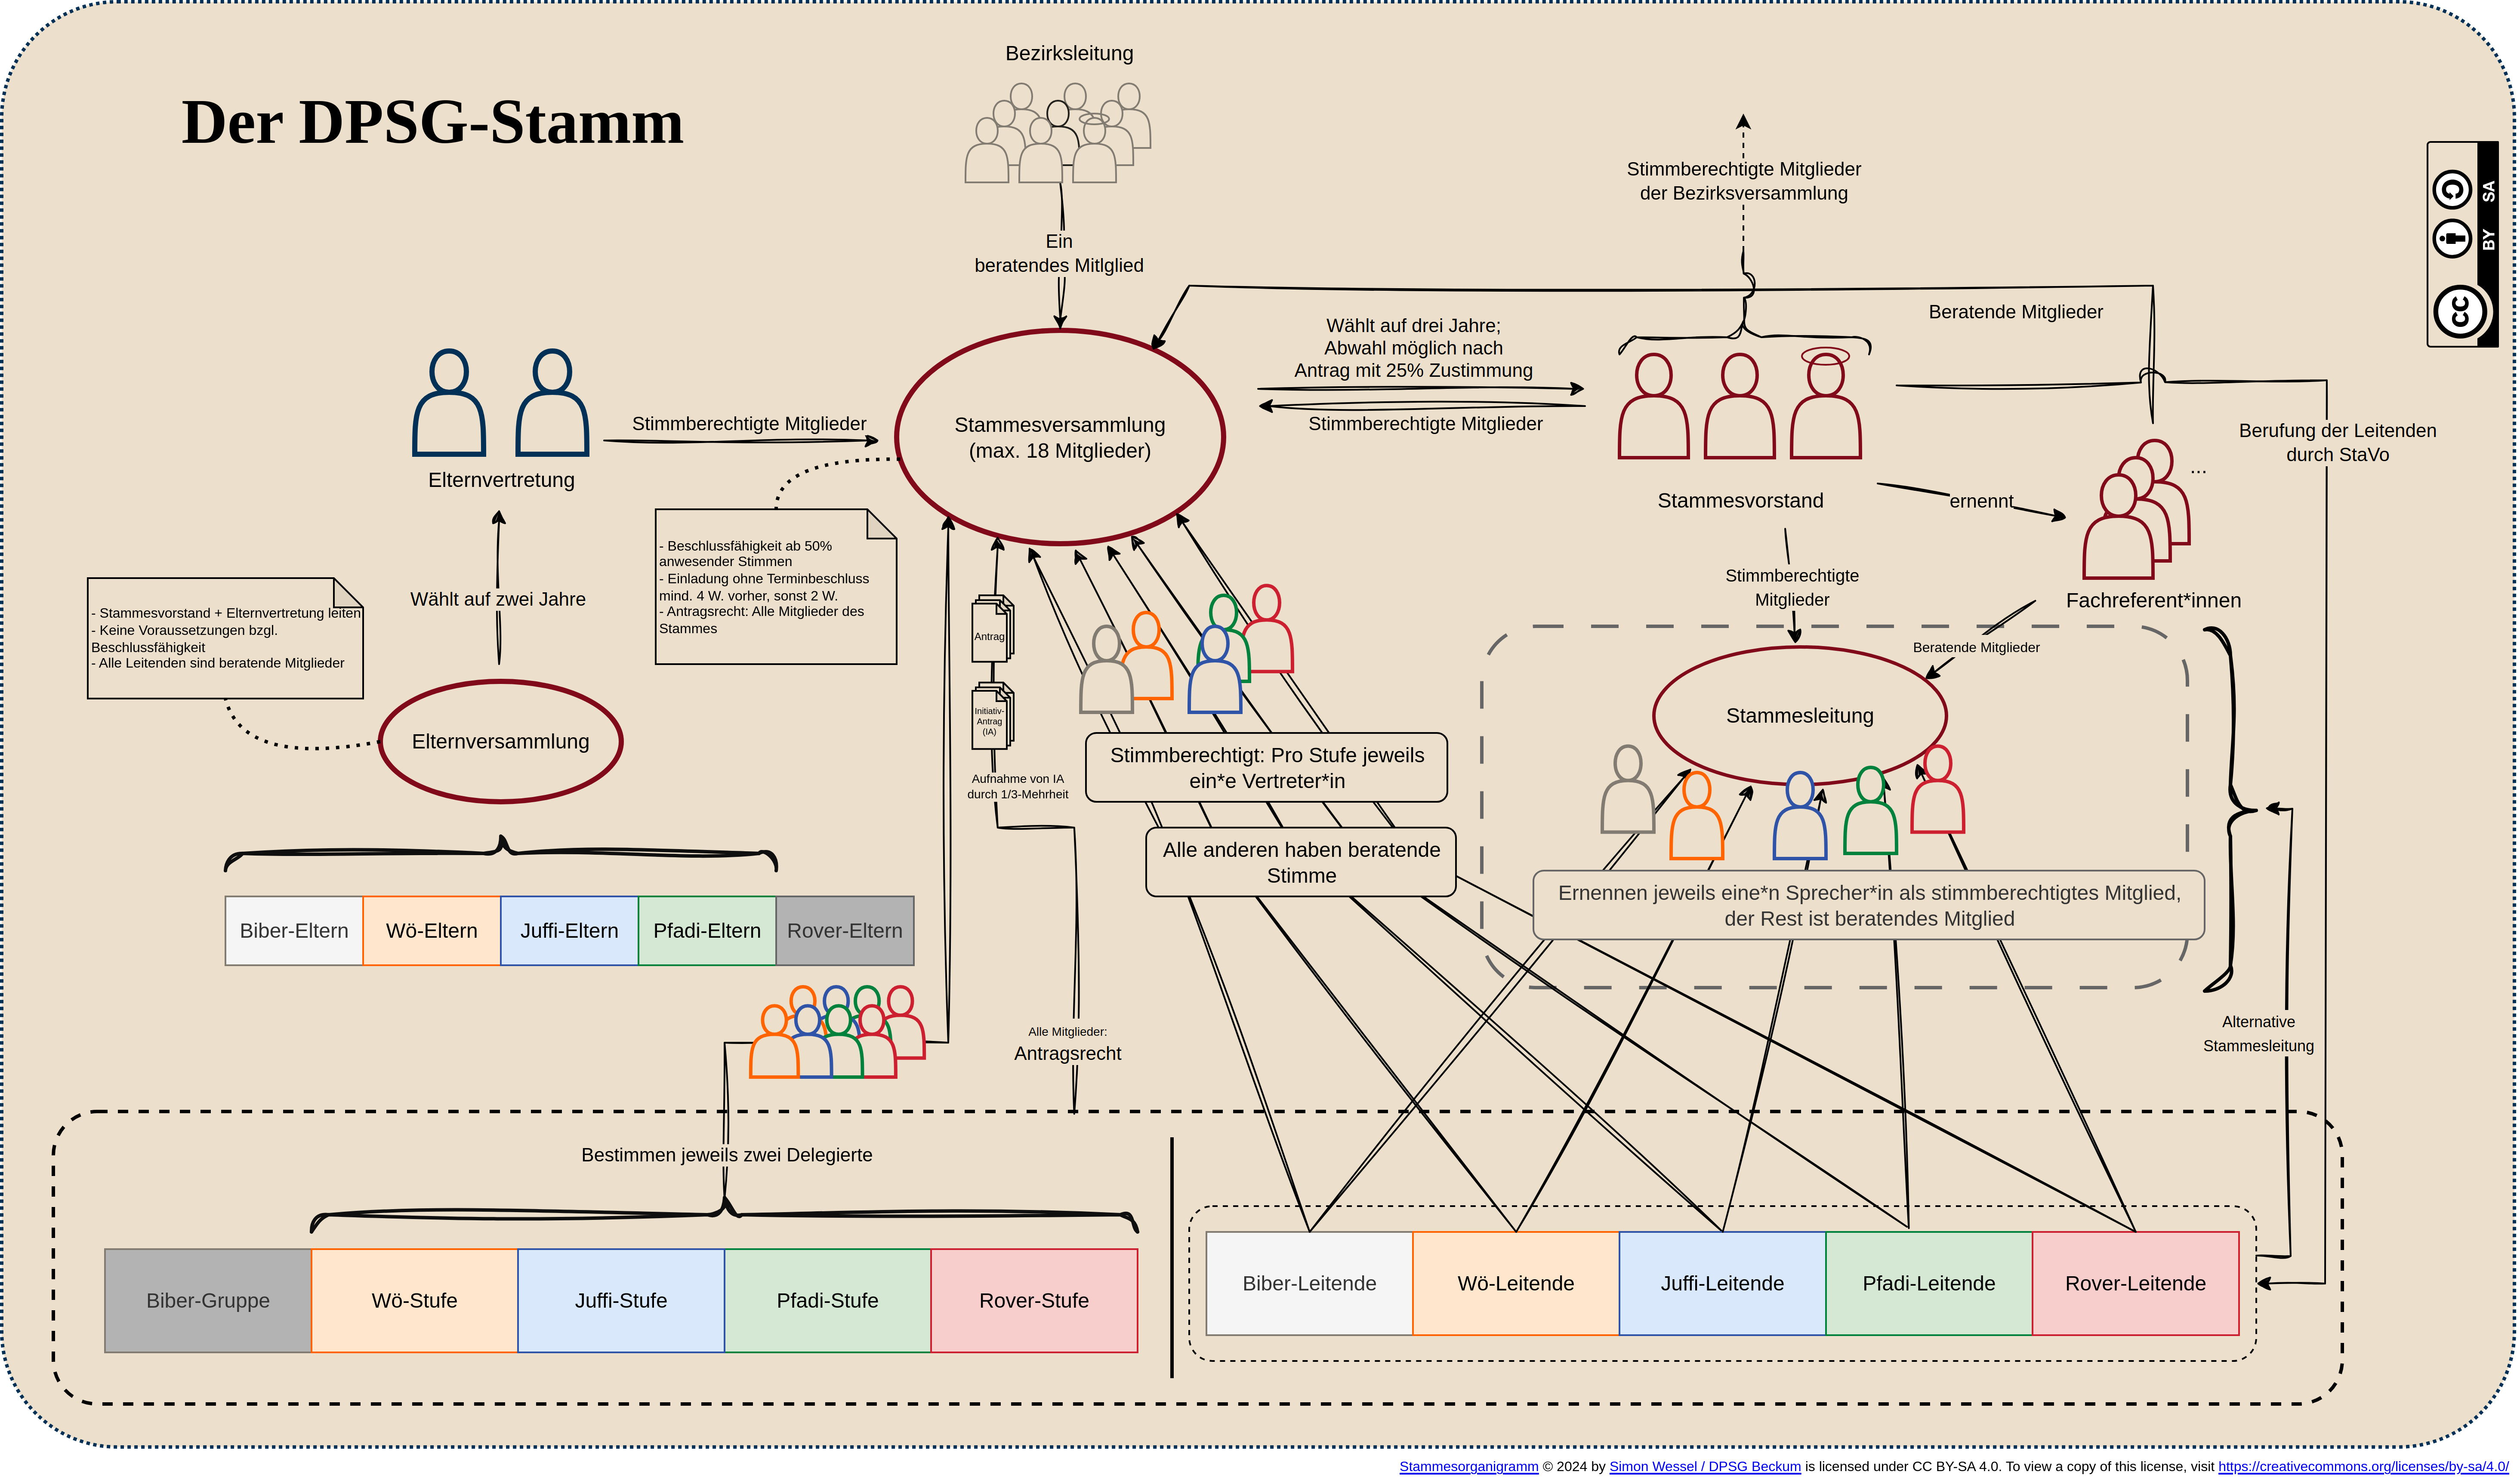 Bezirksleitung
Der DPSG-Stamm
Stimmberechtigte Mitglieder
der Bezirksversammlung
Ein
beratendes Mitlglied
Beratende Mitglieder
Wählt auf drei Jahre;
Abwahl möglich nach
Antrag mit 25% Zustimmung
Stimmberechtigte Mitglieder
Stimmberechtigte Mitglieder
Stammesversammlung
(max. 18 Mitglieder)
Berufung der Leitenden
durch StaVo
...
Elternvertretung
Stammesvorstand
ernennt
- Beschlussfähigkeit ab 50%
anwesender Stimmen
- Einladung ohne Terminbeschluss
mind. 4 W. vorher, sonst 2 W.
- Antragsrecht: Alle Mitglieder des
Stammes
Stimmberechtigte
Mitglieder
Fachreferent*innen
Wählt auf zwei Jahre
- Stammesvorstand + Elternvertretung leiten
- Keine Voraussetzungen bzgl.
Beschlussfähigkeit
- Alle Leitenden sind beratende Mitglieder
Antrag
Beratende Mitglieder
Initiativ-
Antrag
(IA)
Stammesleitung
Elternversammlung
Aufnahme von IA
durch 1/3-Mehrheit
Stimmberechtigt: Pro Stufe jeweils
ein*e Vertreter*in
Alle anderen haben beratende
Stimme
Ernennen jeweils eine*n Sprecher*in als stimmberechtigtes Mitglied,
der Rest ist beratendes Mitglied
Biber-Eltern
Wö-Eltern
Juffi-Eltern
Pfadi-Eltern
Rover-Eltern
Alle Mitglieder:
Antragsrecht
Alternative
Stammesleitung
Bestimmen jeweils zwei Delegierte
Biber-Gruppe
Wö-Stufe
Juffi-Stufe
Pfadi-Stufe
Rover-Stufe
Biber-Leitende
Wö-Leitende
Juffi-Leitende
Pfadi-Leitende
Rover-Leitende
cc
BY
SA
Stammesorganigramm © 2024 by Simon Wessel / DPSG Beckum is licensed under CC BY-SA 4.0. To view a copy of this license, visit https://creativecommons.org/licenses/by-sa/4.0/